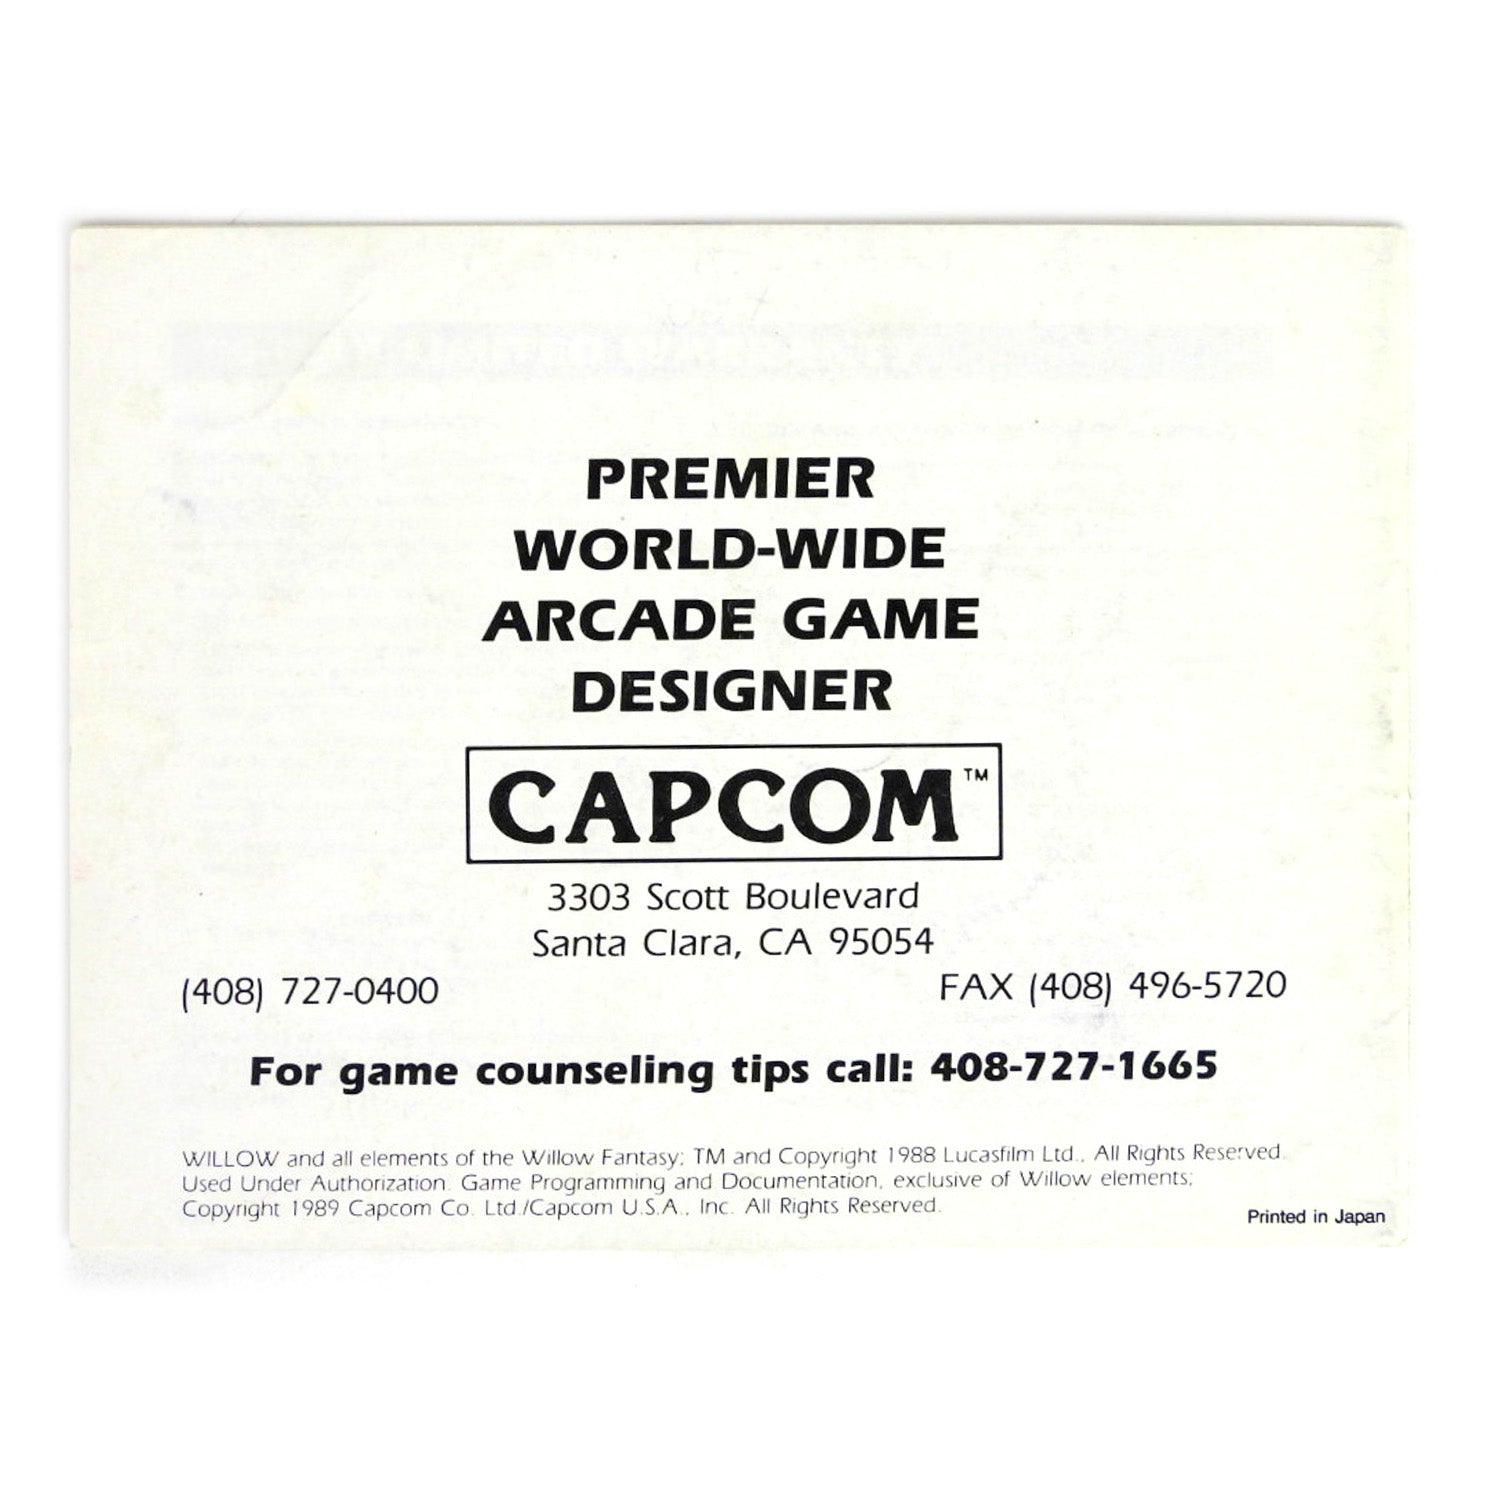 PREMIER
WORLD-WIDE
ARCADE GAME
DESIGNER
CAPCOM™
3303 Scott Boulevard
Santa Clara, CA 95054
(408) 727-0400 FAX (408) 496-5720
For game counseling tips call: 408-727-1665
WILLOW and all elements of the Willow Fantasy; TM and Copyright 1988 Lucasfilm Ltd., All Rights Reserved.
Used Under Authorization. Game Programming and Documentation, exclusive of Willow elements;
Copyright 1989 Capcom Co. Ltd./Capcom U.S.A., Inc. All Rights Reserved.
Printed in Japan